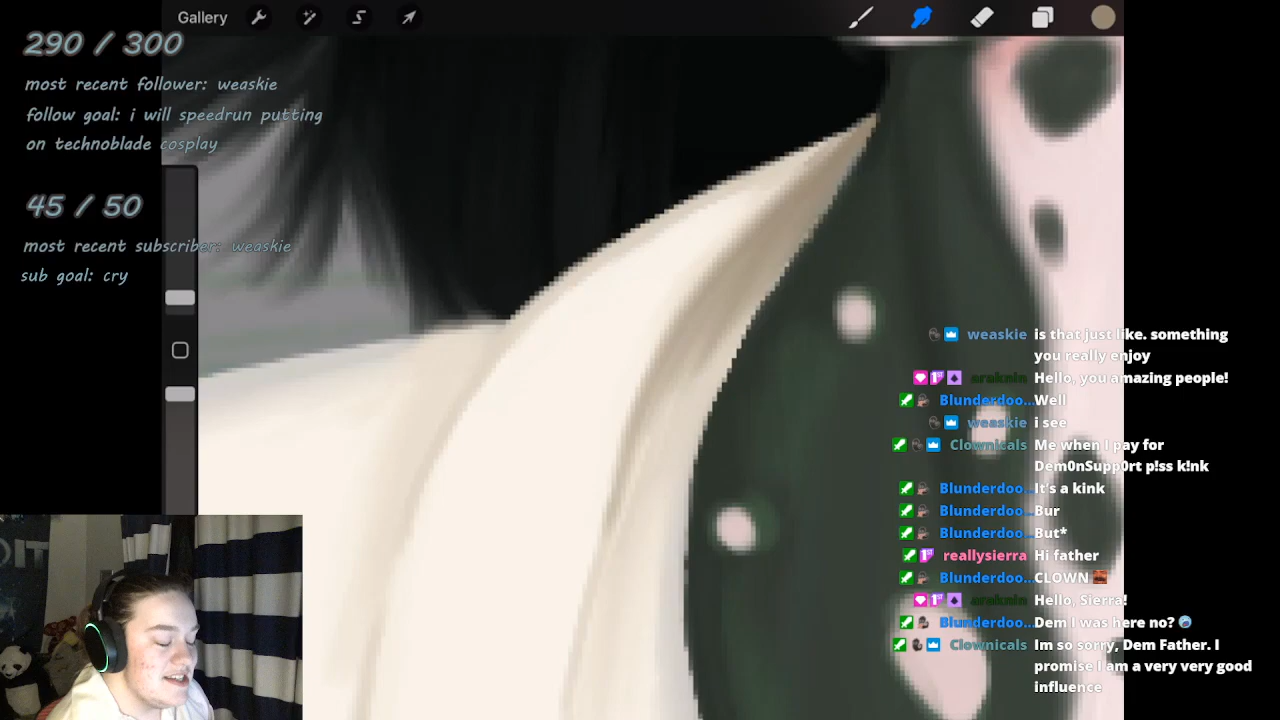 Gallery
290 / 300
most recent follower: weaskie
follow goal: i will speedrun putting
on technoblade cosplay
45 / 50
most recent subscriber: weaskie
sub goal: cry
weaskie is that just like. something
you really enjoy
araknin Hello, you amazing people!
Blunderdoo... Well
weaskie i see
Clownicals Me when I pay for
Dem0nSupp0rt p!ss k!nk
Blunderdoo... It's a kink
Blunderdoo... Bur
Blunderdoo... But*
reallysierra Hi father
Blunderdoo... CLOWN
araknin Hello, Sierra!
Blunderdoo... Dem I was here no?
Clownicals Im so sorry, Dem Father. I
promise I am a very very good
influence